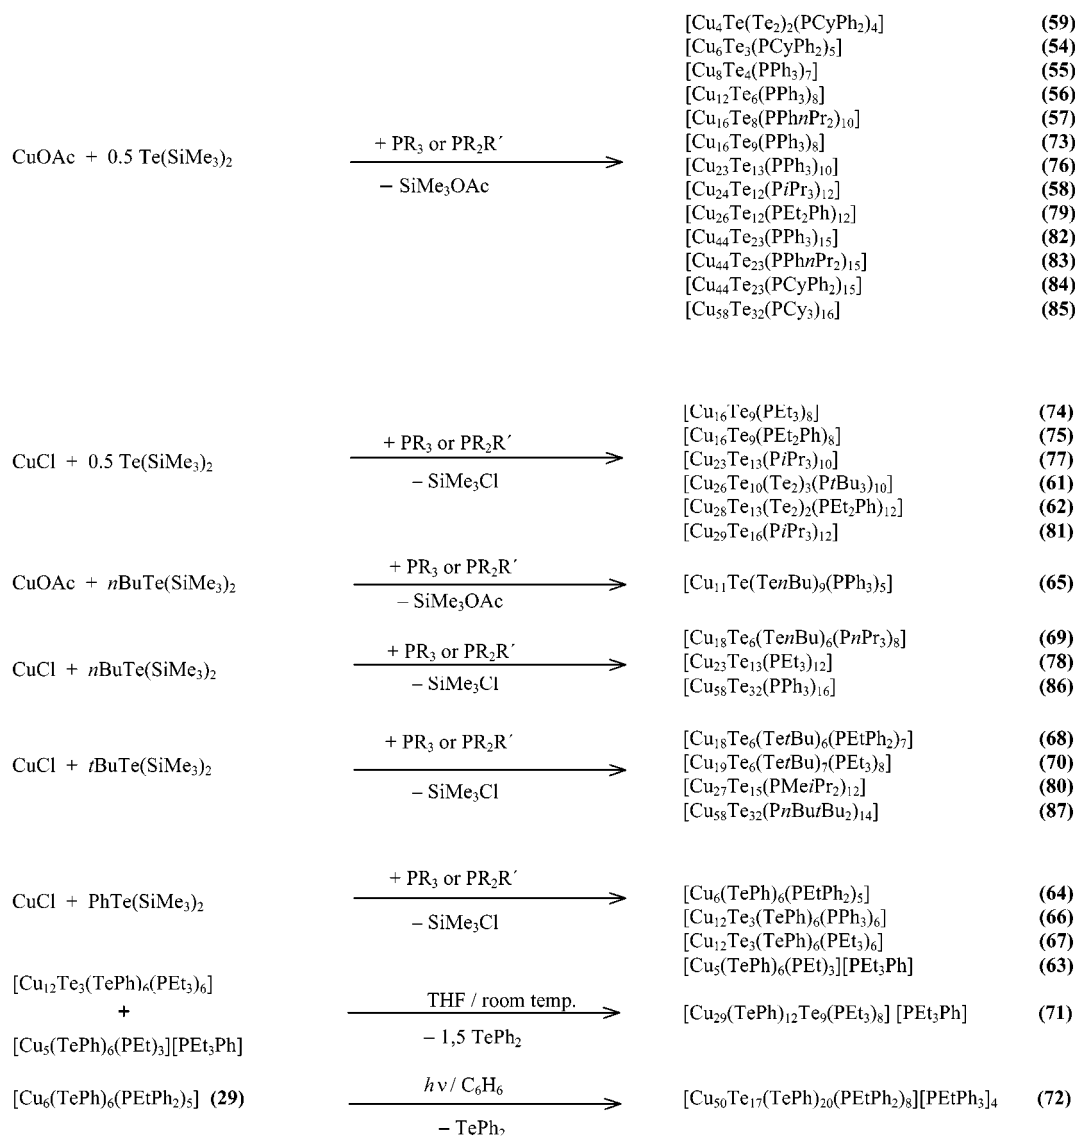 [Cu₄Te(Te₂)₂(PCyPh₂)₄] (59)
[Cu₆Te₃(PCyPh₂)₅] (54)
[Cu₈Te₄(PPh₃)₇] (55)
[Cu₁₂Te₆(PPh₃)₈] (56)
[Cu₁₆Te₈(PPhnPr₂)₁₀] (57)
CuOAc + 0.5 Te(SiMe₃)₂
+ PR₃ or PR₂R´
– SiMe₃OAc
[Cu₁₆Te₉(PPh₃)₈] (73)
[Cu₂₃Te₁₃(PPh₃)₁₀] (76)
[Cu₂₄Te₁₂(PiPr₃)₁₂] (58)
[Cu₂₆Te₁₂(PEt₂Ph)₁₂] (79)
[Cu₄₄Te₂₃(PPh₃)₁₅] (82)
[Cu₄₄Te₂₃(PPhnPr₂)₁₅] (83)
[Cu₄₄Te₂₃(PCyPh₂)₁₅] (84)
[Cu₅₈Te₃₂(PCy₃)₁₆] (85)
CuCl + 0.5 Te(SiMe₃)₂
+ PR₃ or PR₂R´
– SiMe₃Cl
[Cu₁₆Te₉(PEt₃)₈] (74)
[Cu₁₆Te₉(PEt₂Ph)₈] (75)
[Cu₂₃Te₁₃(PiPr₃)₁₀] (77)
[Cu₂₆Te₁₀(Te₂)₃(PtBu₃)₁₀] (61)
[Cu₂₈Te₁₃(Te₂)₂(PEt₂Ph)₁₂] (62)
[Cu₂₉Te₁₆(PiPr₃)₁₂] (81)
CuOAc + nBuTe(SiMe₃)₂
+ PR₃ or PR₂R´
– SiMe₃OAc
[Cu₁₁Te(TenBu)₉(PPh₃)₅] (65)
CuCl + nBuTe(SiMe₃)₂
+ PR₃ or PR₂R´
– SiMe₃Cl
[Cu₁₈Te₆(TenBu)₆(PnPr₃)₈] (69)
[Cu₂₃Te₁₃(PEt₃)₁₂] (78)
[Cu₅₈Te₃₂(PPh₃)₁₆] (86)
CuCl + tBuTe(SiMe₃)₂
+ PR₃ or PR₂R´
– SiMe₃Cl
[Cu₁₈Te₆(TetBu)₆(PEtPh₂)₇] (68)
[Cu₁₉Te₆(TetBu)₇(PEt₃)₈] (70)
[Cu₂₇Te₁₅(PMeiPr₂)₁₂] (80)
[Cu₅₈Te₃₂(PnButBu₂)₁₄] (87)
CuCl + PhTe(SiMe₃)₂
+ PR₃ or PR₂R´
– SiMe₃Cl
[Cu₆(TePh)₆(PEtPh₂)₅] (64)
[Cu₁₂Te₃(TePh)₆(PPh₃)₆] (66)
[Cu₁₂Te₃(TePh)₆(PEt₃)₆] (67)
[Cu₅(TePh)₆(PEt)₃][PEt₃Ph] (63)
[Cu₁₂Te₃(TePh)₆(PEt₃)₆]
+
[Cu₅(TePh)₆(PEt)₃][PEt₃Ph]
THF / room temp.
– 1,5 TePh₂
[Cu₂₉(TePh)₁₂Te₉(PEt₃)₈] [PEt₃Ph] (71)
[Cu₆(TePh)₆(PEtPh₂)₅] (29)
hν / C₆H₆
– TePh₂
[Cu₅₀Te₁₇(TePh)₂₀(PEtPh₂)₈][PEtPh₃]₄ (72)